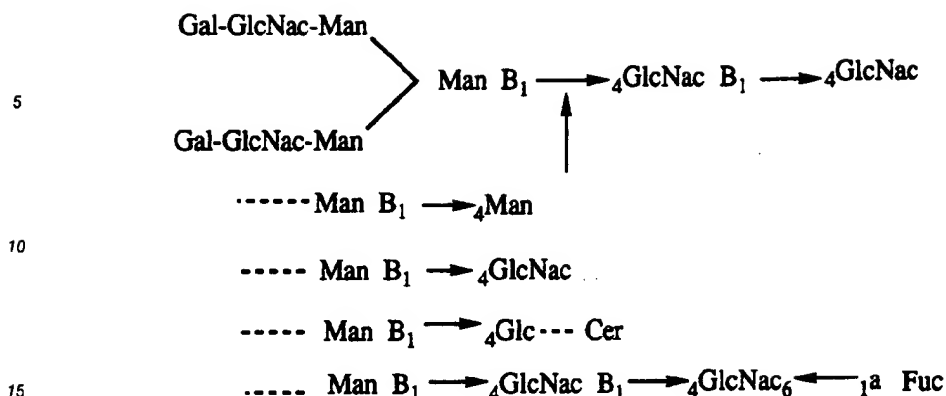 Gal-GlcNac-Man
Man B₁ ⟶ ₄GlcNac B₁ ⟶ ₄GlcNac
5
Gal-GlcNac-Man
-----Man B₁ ⟶ ₄Man
10
----- Man B₁ ⟶ ₄GlcNac
----- Man B₁ ⟶ ₄Glc --- Cer
15 ----- Man B₁ ⟶ ₄GlcNac B₁ ⟶ ₄GlcNac₆ ⟵ ₁a Fuc